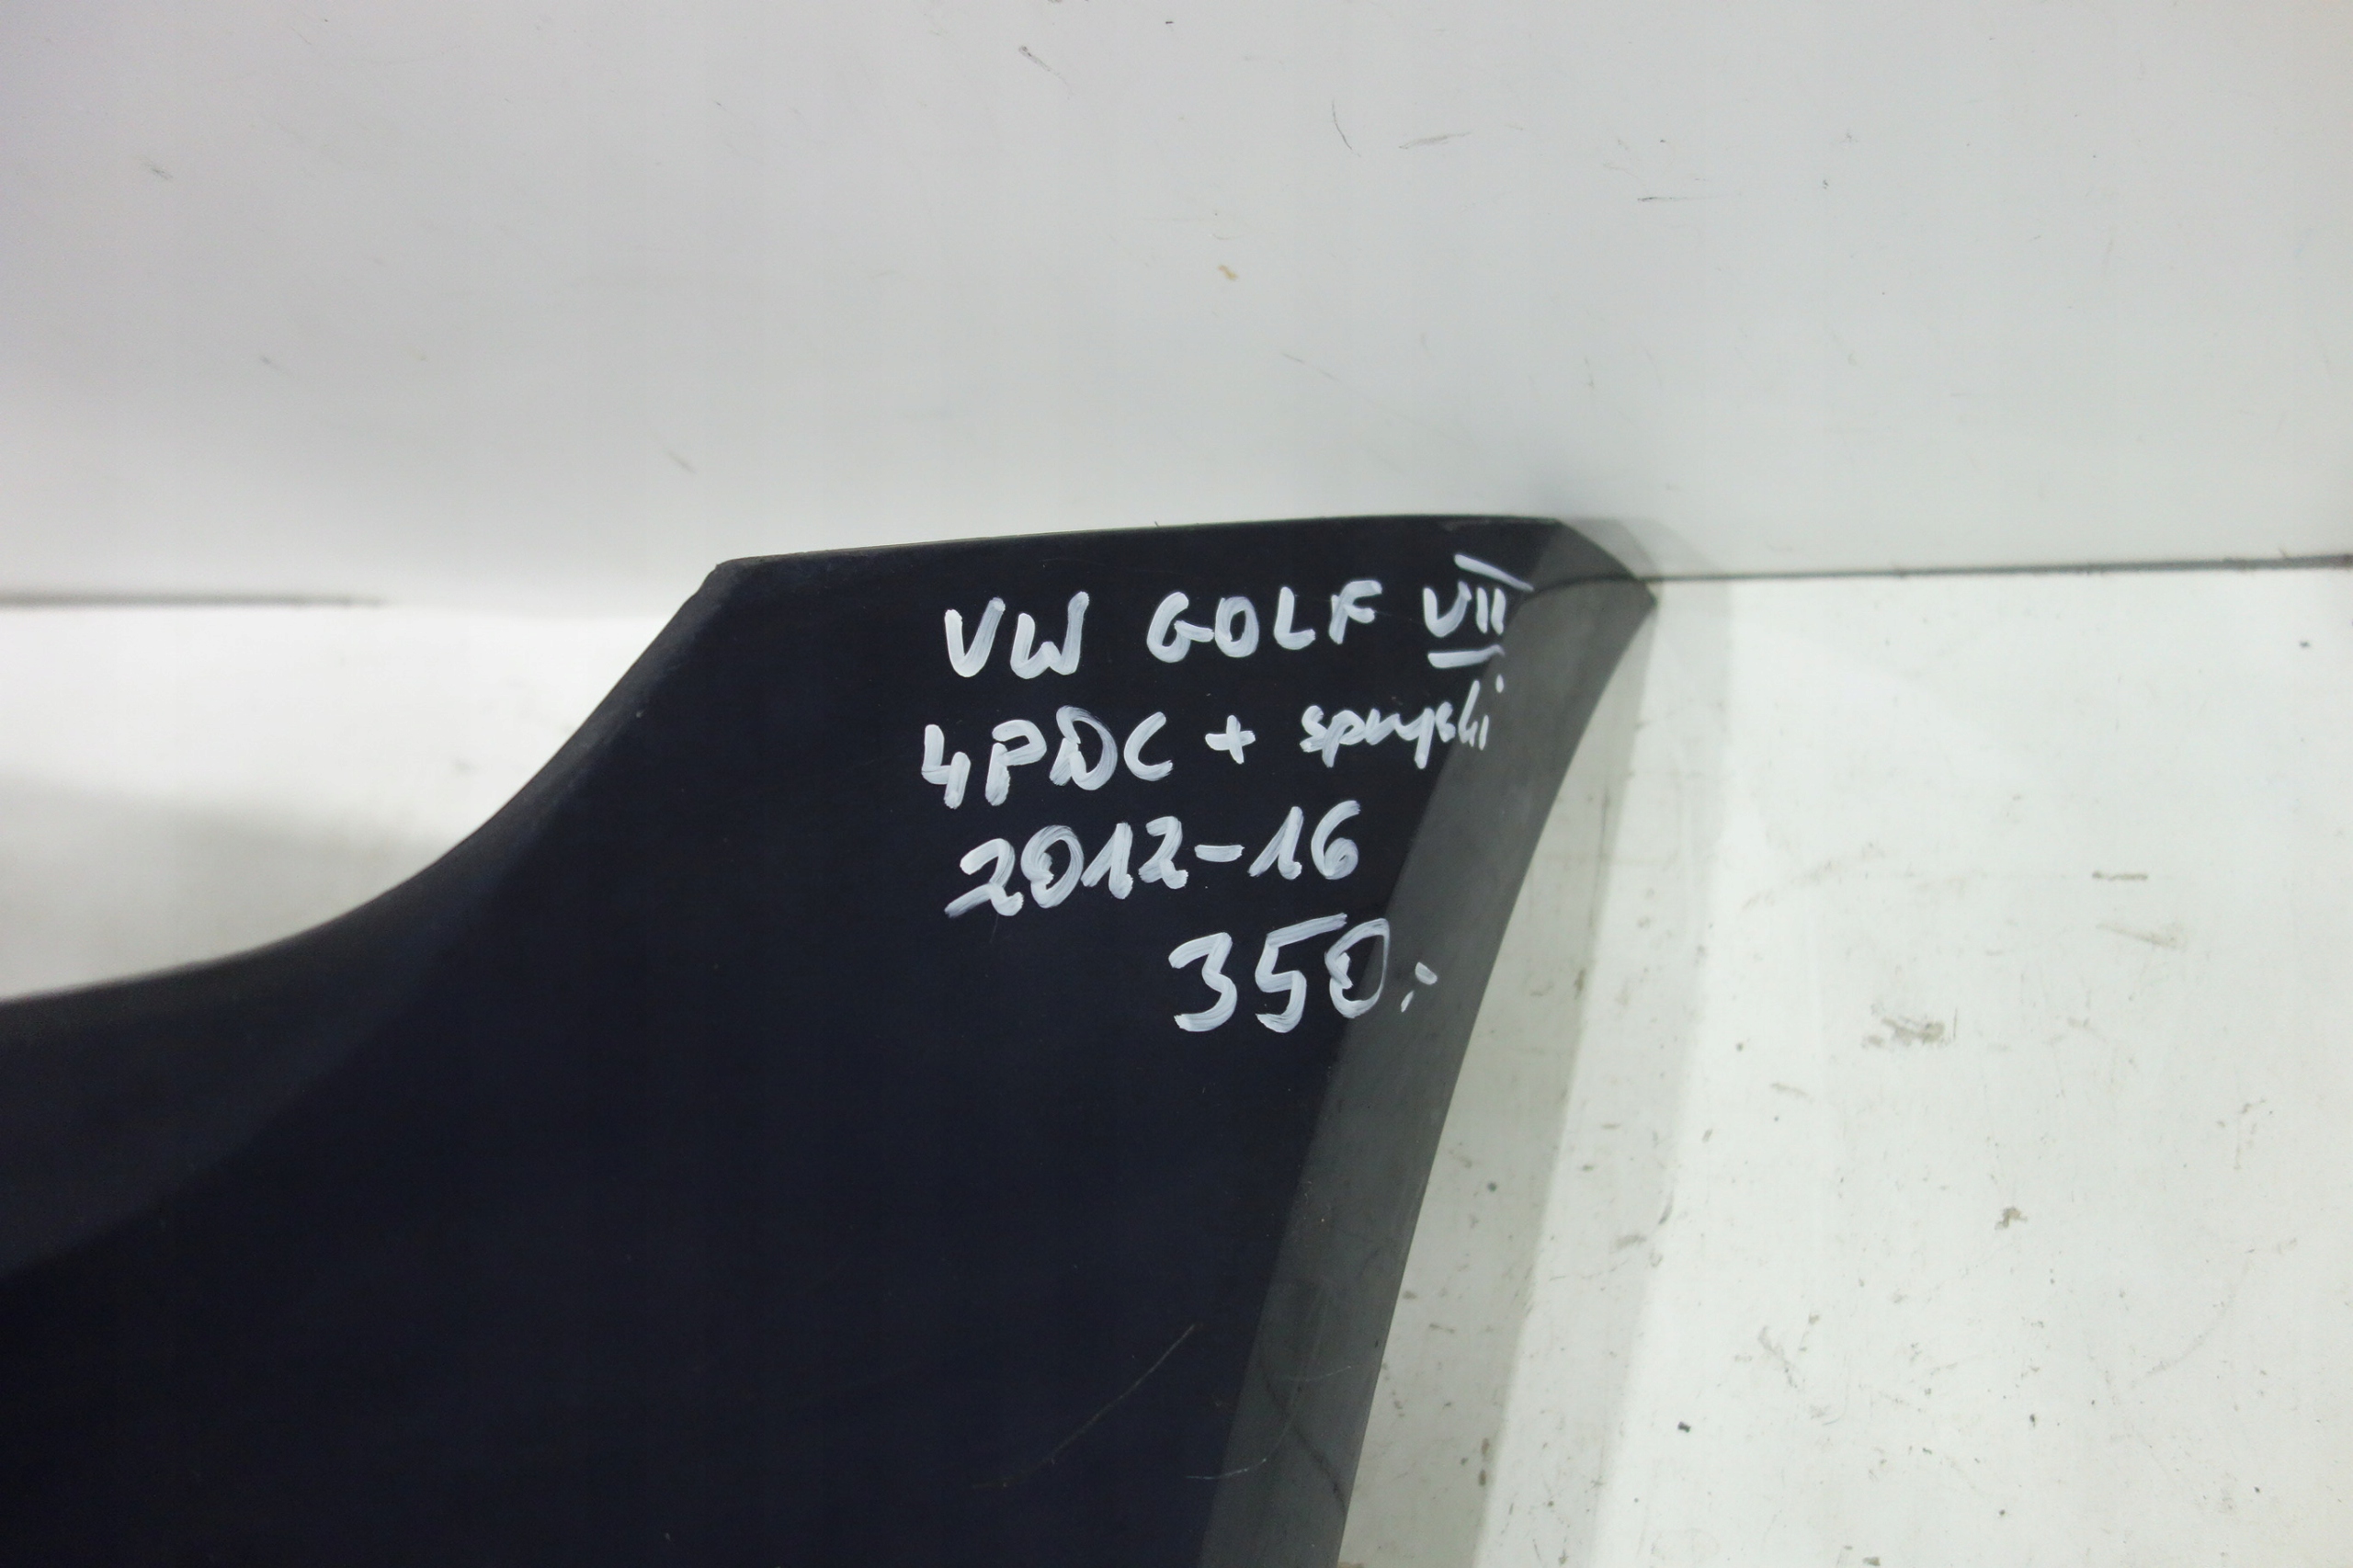 VW GOLF VII
4PDC + spryski
2012-16
350,-